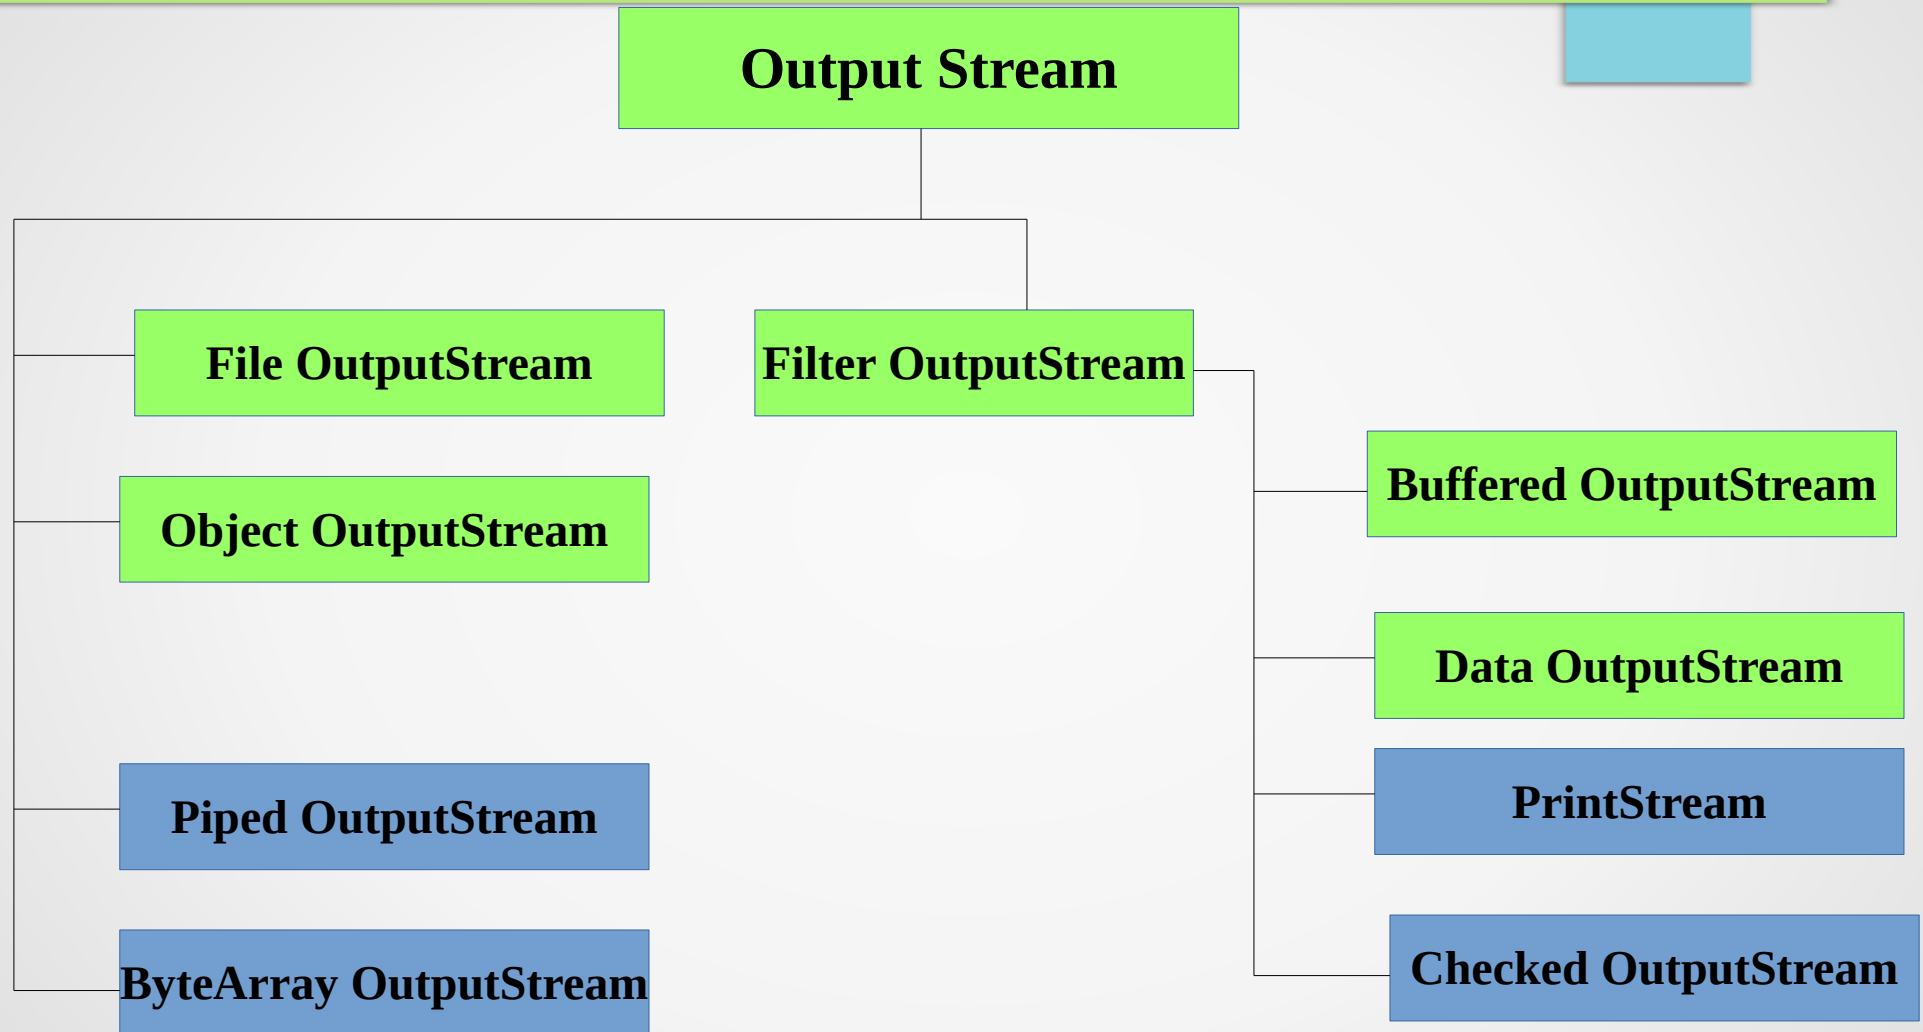 Output Stream
File OutputStream
Filter OutputStream
Buffered OutputStream
Object OutputStream
Data OutputStream
PrintStream
Piped OutputStream
Checked OutputStream
ByteArray OutputStream